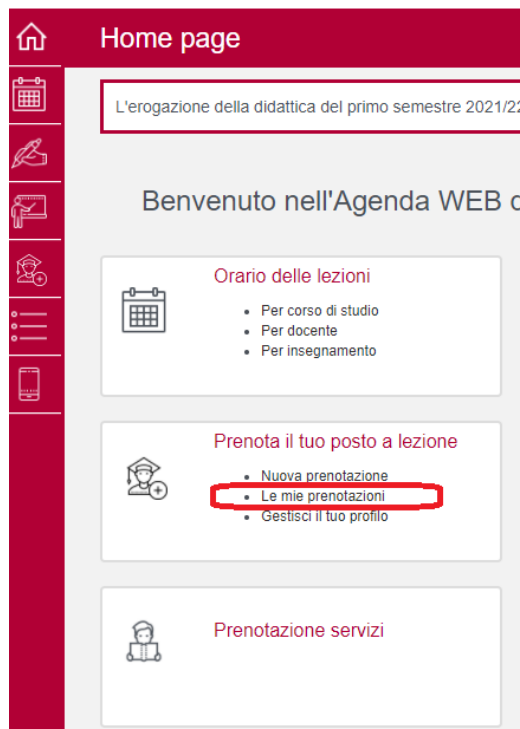 Home page
L'erogazione della didattica del primo semestre 2021/22
Benvenuto nell'Agenda WEB
Orario delle lezioni
Per corso di studio
Per docente
Per insegnamento
Prenota il tuo posto a lezione
Nuova prenotazione
Le mie prenotazioni
Gestisci il tuo profilo
Prenotazione servizi